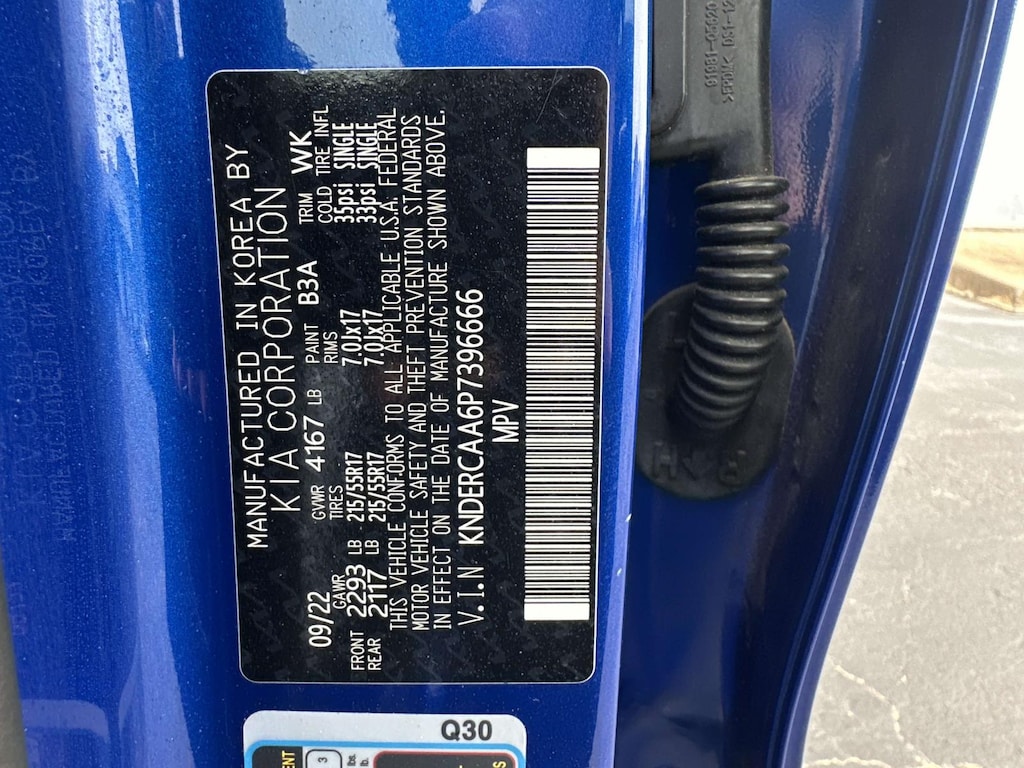 MANUFACTURED IN KOREA BY
KIA CORPORATION
09/22 GVWR 4167 LB PAINT B3A TRIM WK
GAWR TIRES RIMS COLD TIRE INFL
FRONT 2293 LB 215/55R17 7.0Jx17 35psi SINGLE
REAR 2117 LB 215/55R17 7.0Jx17 33psi SINGLE
THIS VEHICLE CONFORMS TO ALL APPLICABLE U.S.A. FEDERAL
MOTOR VEHICLE SAFETY AND THEFT PREVENTION STANDARDS
IN EFFECT ON THE DATE OF MANUFACTURE SHOWN ABOVE.
V.I.N KNDERCAA6P7396666
MPV
Q30
3